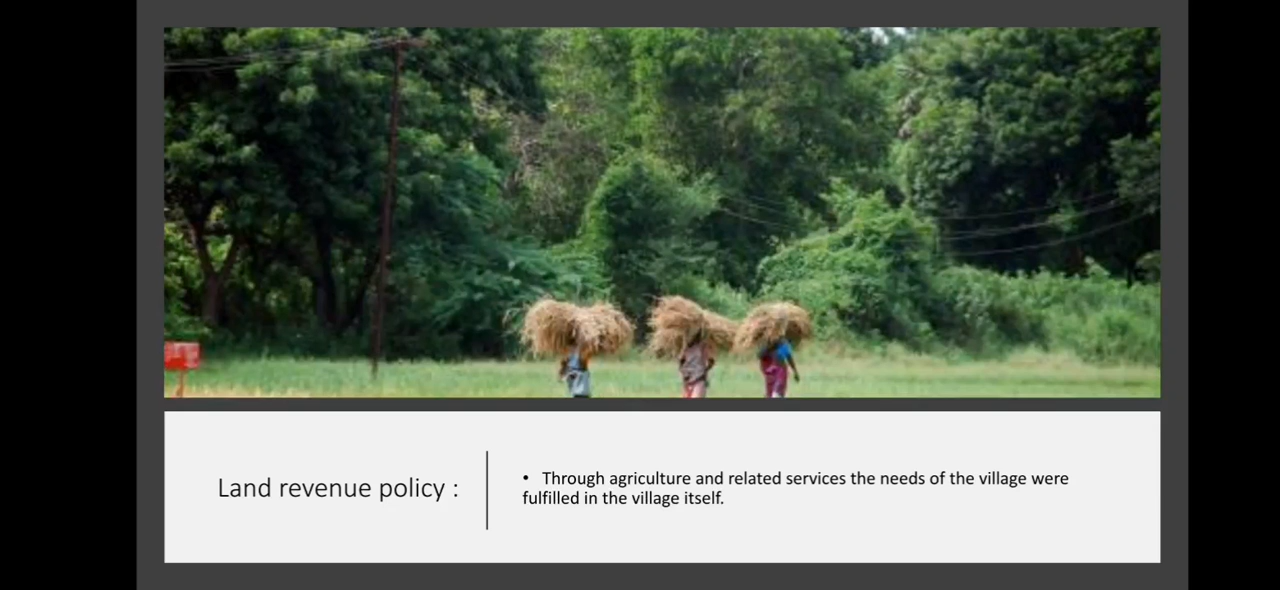 Land revenue policy :
• Through agriculture and related services the needs of the village were
fulfilled in the village itself.